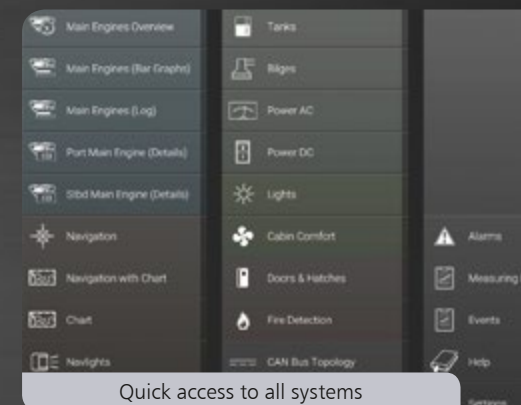 Main Engines Overview
Main Engines (Bar Graphs)
Main Engines (Log)
Port Main Engine (Details)
Stbd Main Engine (Details)
Navigation
Navigation with Chart
Chart
Navlights
Tanks
Bilges
Power AC
Power DC
Lights
Cabin Comfort
Doors & Hatches
Fire Detection
CAN Bus Topology
Alarms
Measuring
Events
Help
Settings
Quick access to all systems